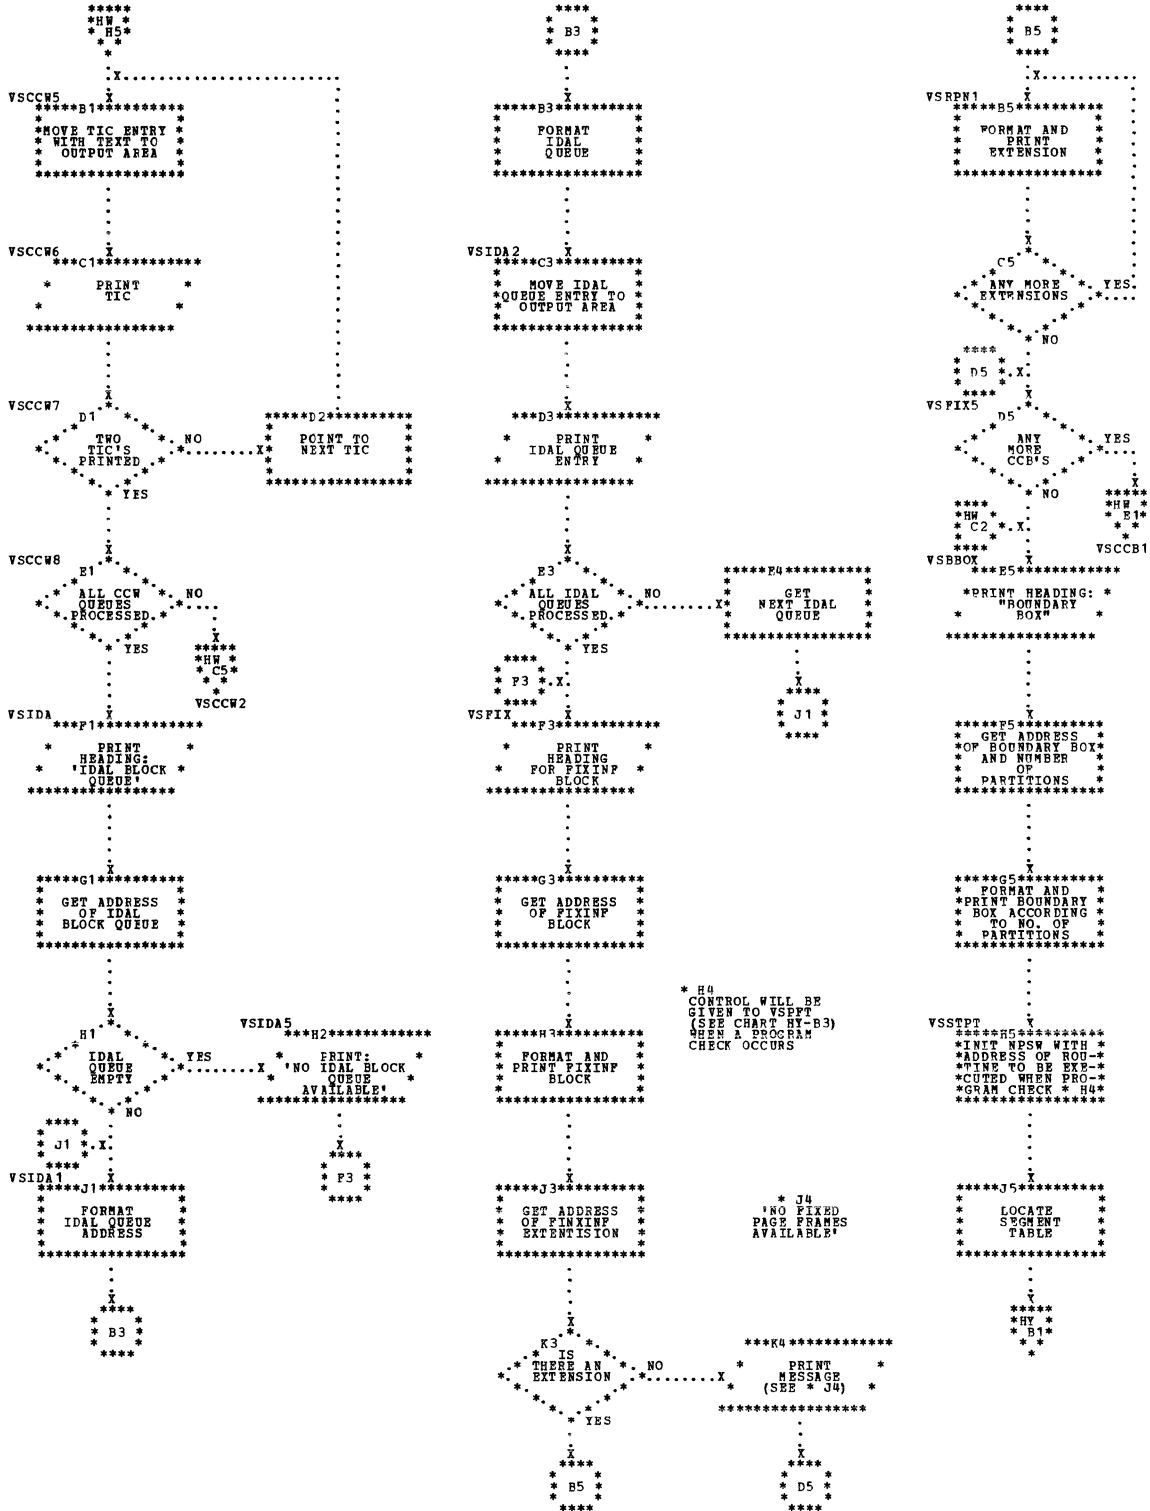 HW
H5
VSCCW5
B1
MOVE TIC ENTRY
WITH TEXT TO
OUTPUT AREA
VSCCW6
C1
PRINT
TIC
VSCCW7
D1
TWO
TIC'S
PRINTED
NO
YES
D2
POINT TO
NEXT TIC
VSCCW8
E1
ALL CCW
QUEUES
PROCESSED
NO
YES
HW
C5
VSCCW2
VSIDA
F1
PRINT
HEADING:
'IDAL BLOCK
QUEUE'
G1
GET ADDRESS
OF IDAL
BLOCK QUEUE
H1
IDAL
QUEUE
EMPTY
YES
NO
VSIDA5
H2
PRINT:
'NO IDAL BLOCK
QUEUE
AVAILABLE'
F3
J1
VSIDA1
J1
FORMAT
IDAL QUEUE
ADDRESS
B3
B3
B3
FORMAT
IDAL
QUEUE
VSIDA2
C3
MOVE IDAL
QUEUE ENTRY TO
OUTPUT AREA
D3
PRINT
IDAL QUEUE
ENTRY
E3
ALL IDAL
QUEUES
PROCESSED
NO
YES
E4
GET
NEXT IDAL
QUEUE
J1
F3
VSFIX
F3
PRINT
HEADING
FOR FIXINF
BLOCK
G3
GET ADDRESS
OF FIXINF
BLOCK
* H4
CONTROL WILL BE
GIVEN TO VSPFT
(SEE CHART HY-B3)
WHEN A PROGRAM
CHECK OCCURS
H3
FORMAT AND
PRINT FIXINF
BLOCK
J3
GET ADDRESS
OF FINXINF
EXTENTISION
* J4
'NO FIXED
PAGE FRAMES
AVAILABLE'
K3
IS
THERE AN
EXTENSION
NO
YES
K4
PRINT
MESSAGE
(SEE * J4)
B5
D5
B5
VSRPN1
B5
FORMAT AND
PRINT
EXTENSION
C5
ANY MORE
EXTENSIONS
YES
NO
D5
VSFIX5
D5
ANY
MORE
CCB'S
YES
NO
HW
E1
VSCCB1
HW
C2
VSBBOX
E5
PRINT HEADING:
"BOUNDARY
BOX"
F5
GET ADDRESS
OF BOUNDARY BOX
AND NUMBER
OF
PARTITIONS
G5
FORMAT AND
PRINT BOUNDARY
BOX ACCORDING
TO NO. OF
PARTITIONS
VSSTPT
H5
INIT NPSW WITH
ADDRESS OF ROU-
TINE TO BE EXE-
CUTED WHEN PRO-
GRAM CHECK * H4
J5
LOCATE
SEGMENT
TABLE
HY
B1